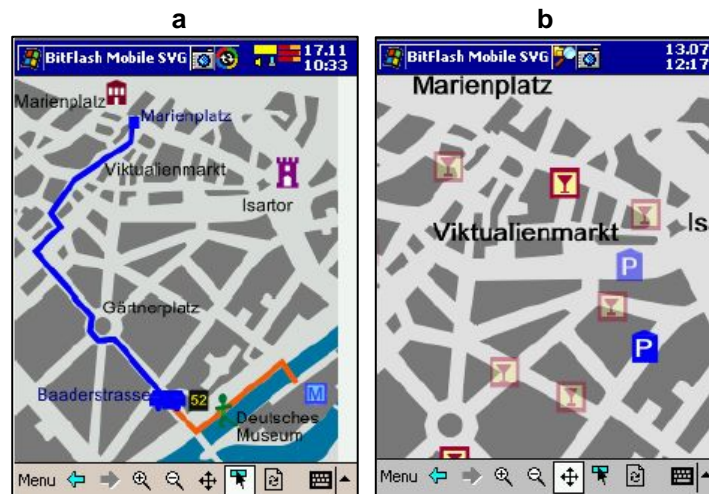 a
BitFlash Mobile SVG
17.11
10:33
Marienplatz
Marienplatz
Viktualienmarkt
Isartor
Gärtnerplatz
Baaderstrasse
52
M
Deutsches
Museum
Menu
b
BitFlash Mobile SVG
13.07
12:17
Marienplatz
Viktualienmarkt
Is
P
P
Menu